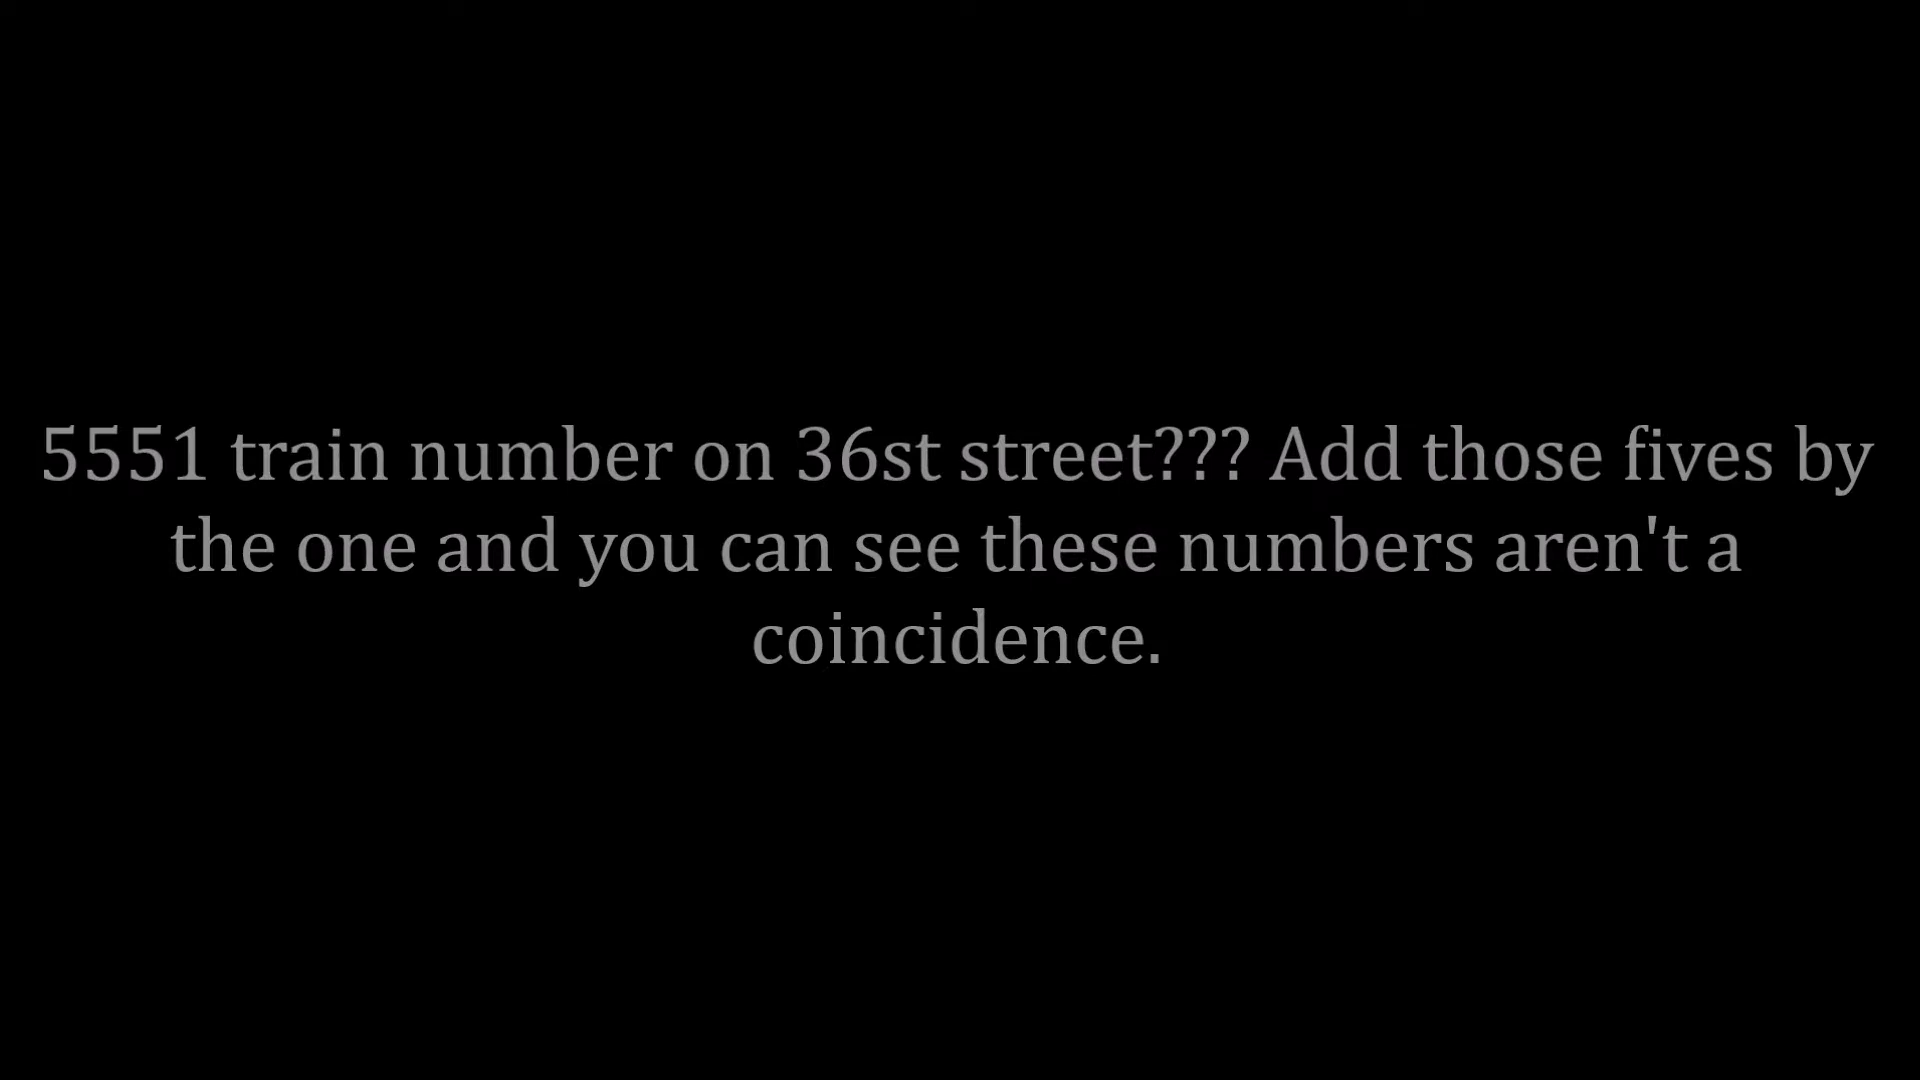 5551 train number on 36st street??? Add those fives by
the one and you can see these numbers aren't a
coincidence.